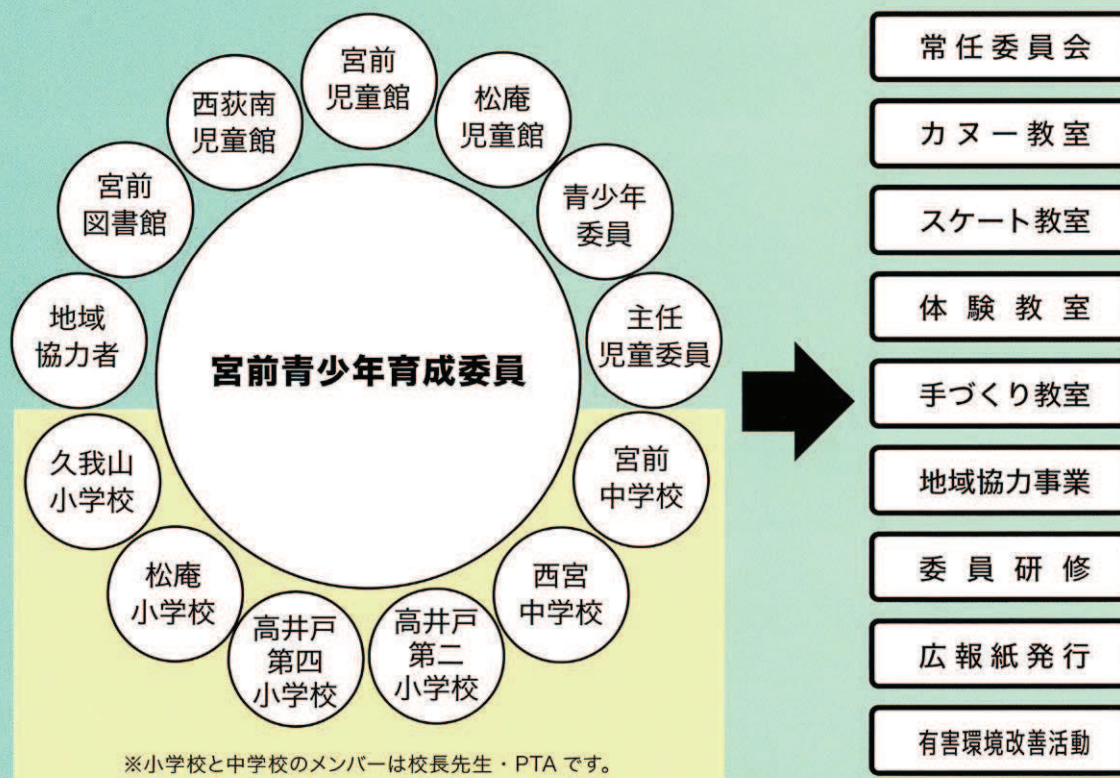 宮前
児童館
松庵
児童館
青少年
委員
主任
児童委員
宮前
中学校
西宮
中学校
高井戸
第二
小学校
高井戸
第四
小学校
松庵
小学校
久我山
小学校
地域
協力者
宮前
図書館
西荻南
児童館
宮前青少年育成委員
※小学校と中学校のメンバーは校長先生・PTA です。
常任委員会
カヌー教室
スケート教室
体験教室
手づくり教室
地域協力事業
委員研修
広報紙発行
有害環境改善活動